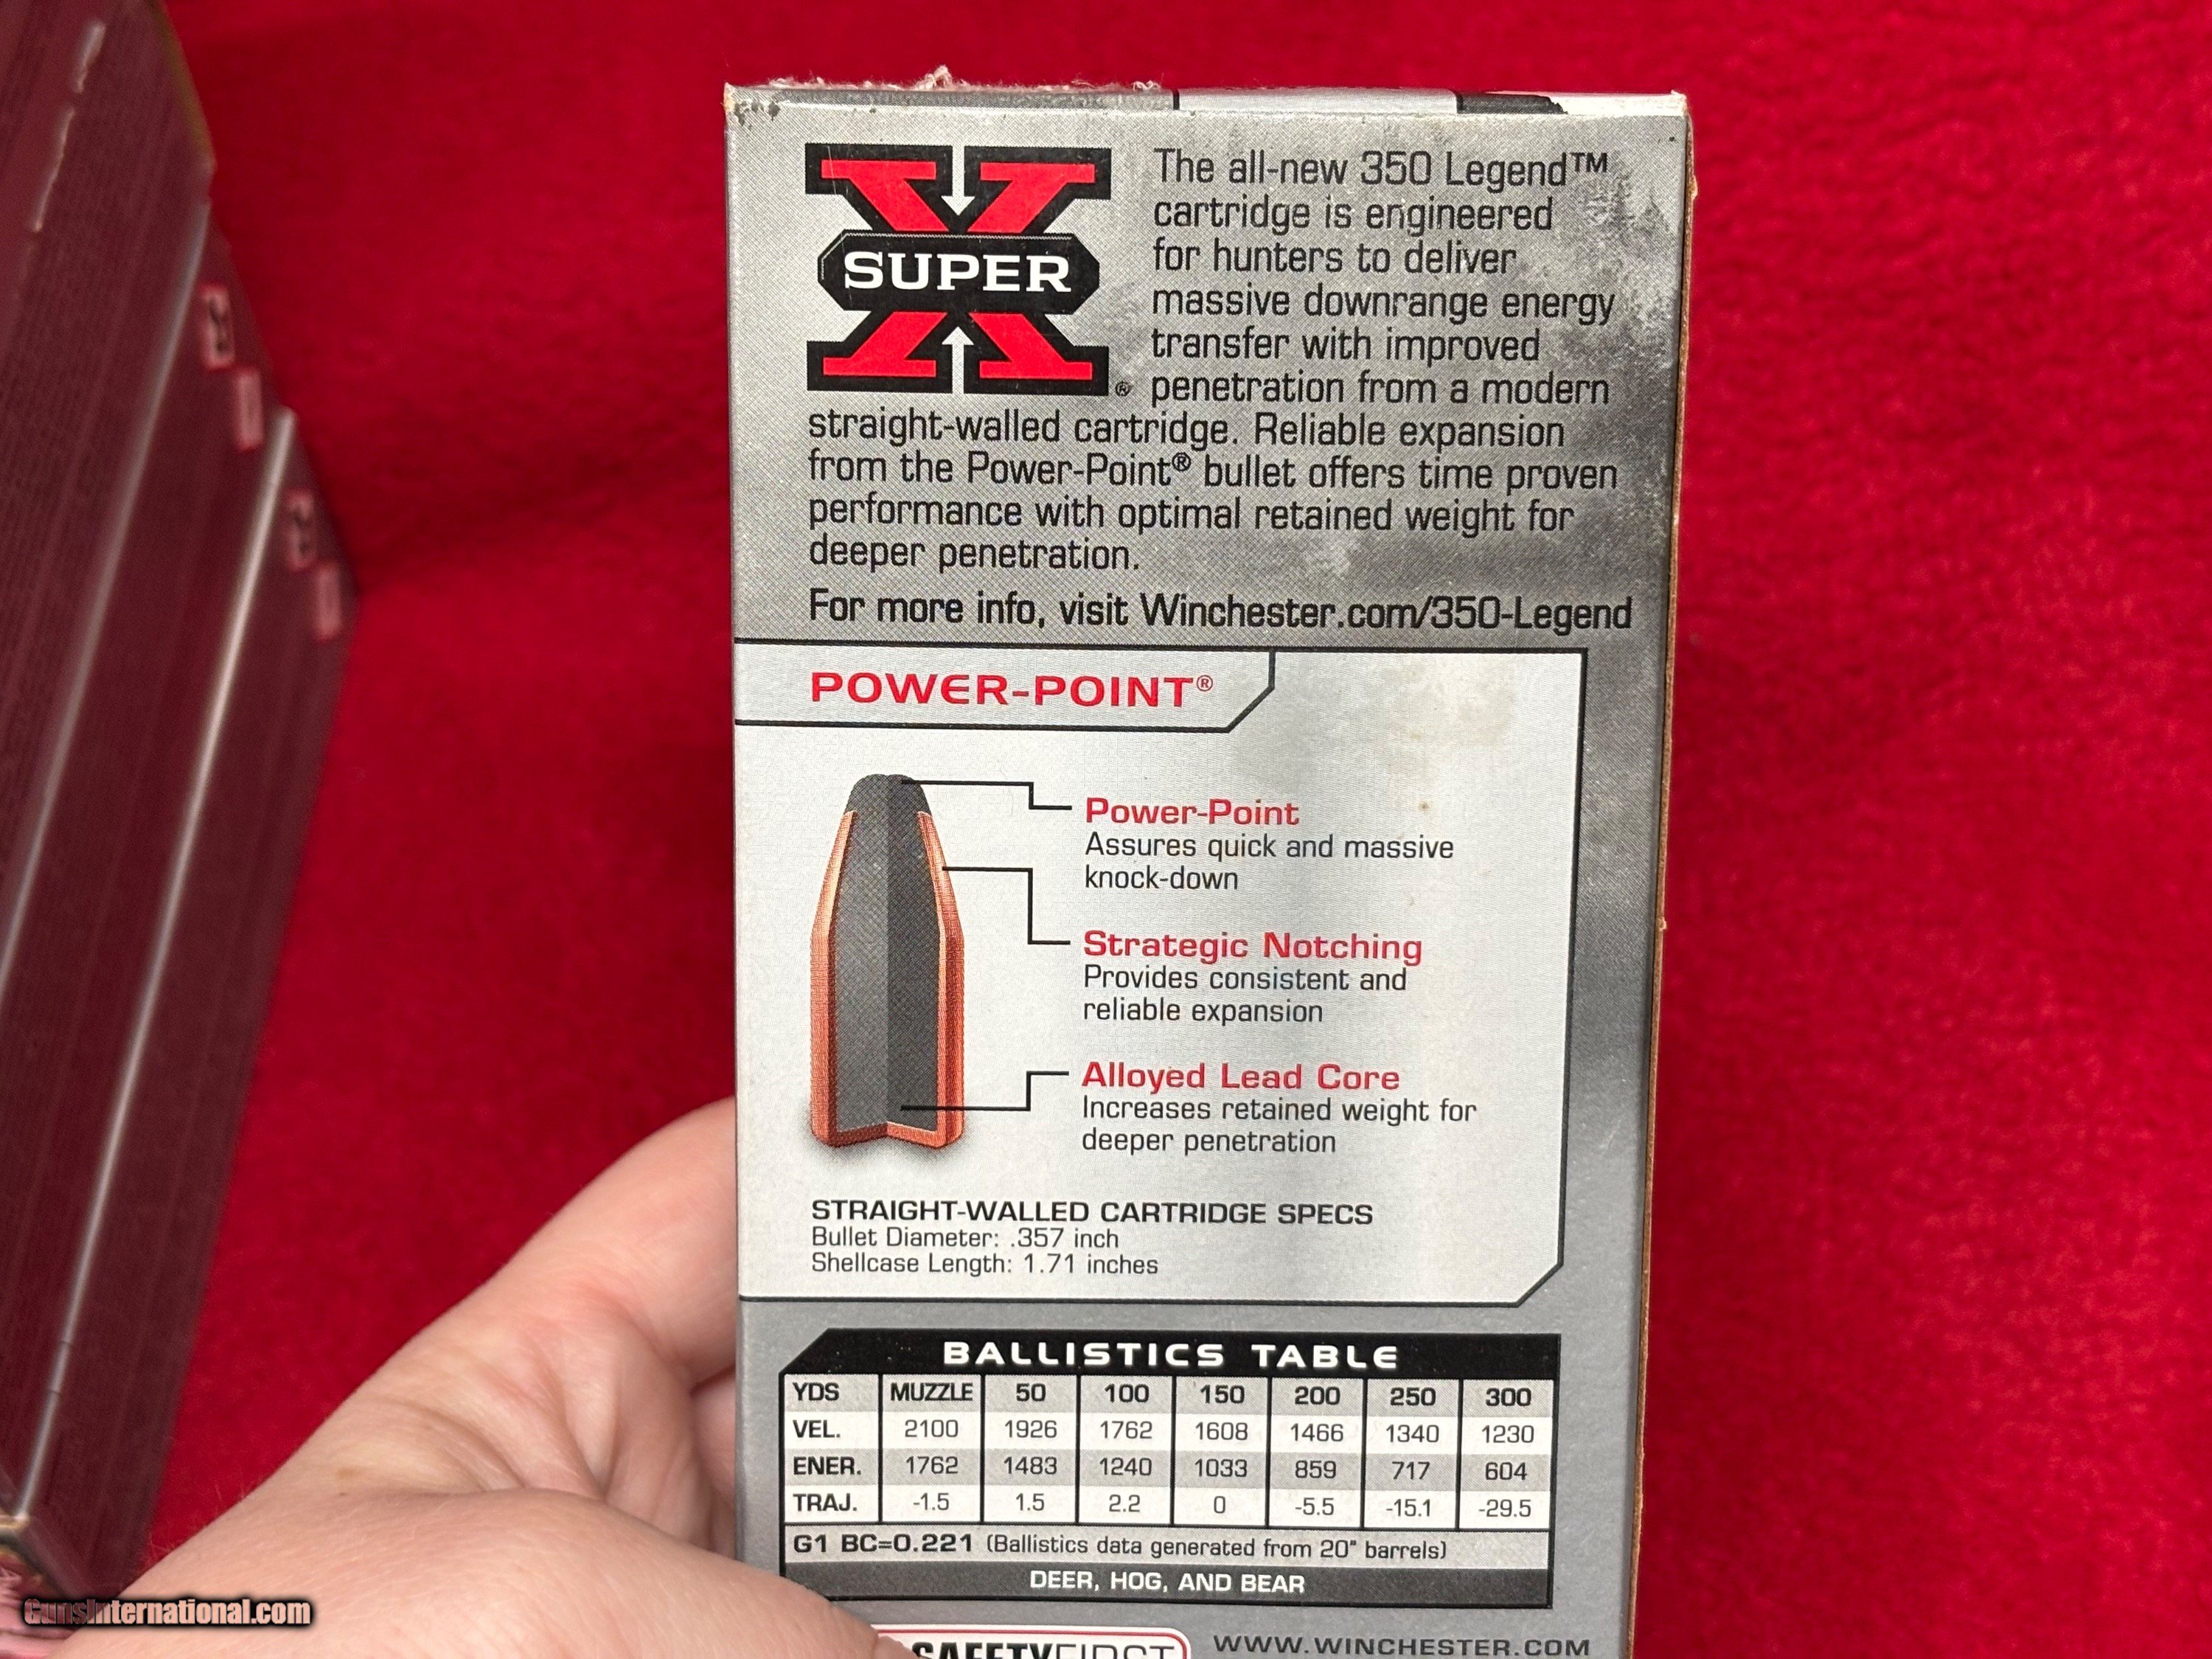 X
SUPER
®
The all-new 350 Legend™
cartridge is engineered
for hunters to deliver
massive downrange energy
transfer with improved
penetration from a modern
straight-walled cartridge. Reliable expansion
from the Power-Point® bullet offers time proven
performance with optimal retained weight for
deeper penetration.
For more info, visit Winchester.com/350-Legend
POWER-POINT®
Power-Point
Assures quick and massive
knock-down
Strategic Notching
Provides consistent and
reliable expansion
Alloyed Lead Core
Increases retained weight for
deeper penetration
STRAIGHT-WALLED CARTRIDGE SPECS
Bullet Diameter: .357 inch
Shellcase Length: 1.71 inches
BALLISTICS TABLE
YDS MUZZLE 50 100 150 200 250 300
VEL. 2100 1926 1762 1608 1466 1340 1230
ENER. 1762 1483 1240 1033 859 717 604
TRAJ. -1.5 1.5 2.2 0 -5.5 -15.1 -29.5
G1 BC=0.221 (Ballistics data generated from 20" barrels)
DEER, HOG, AND BEAR
SAFETYFIRST
WWW.WINCHESTER.COM
GunsInternational.com